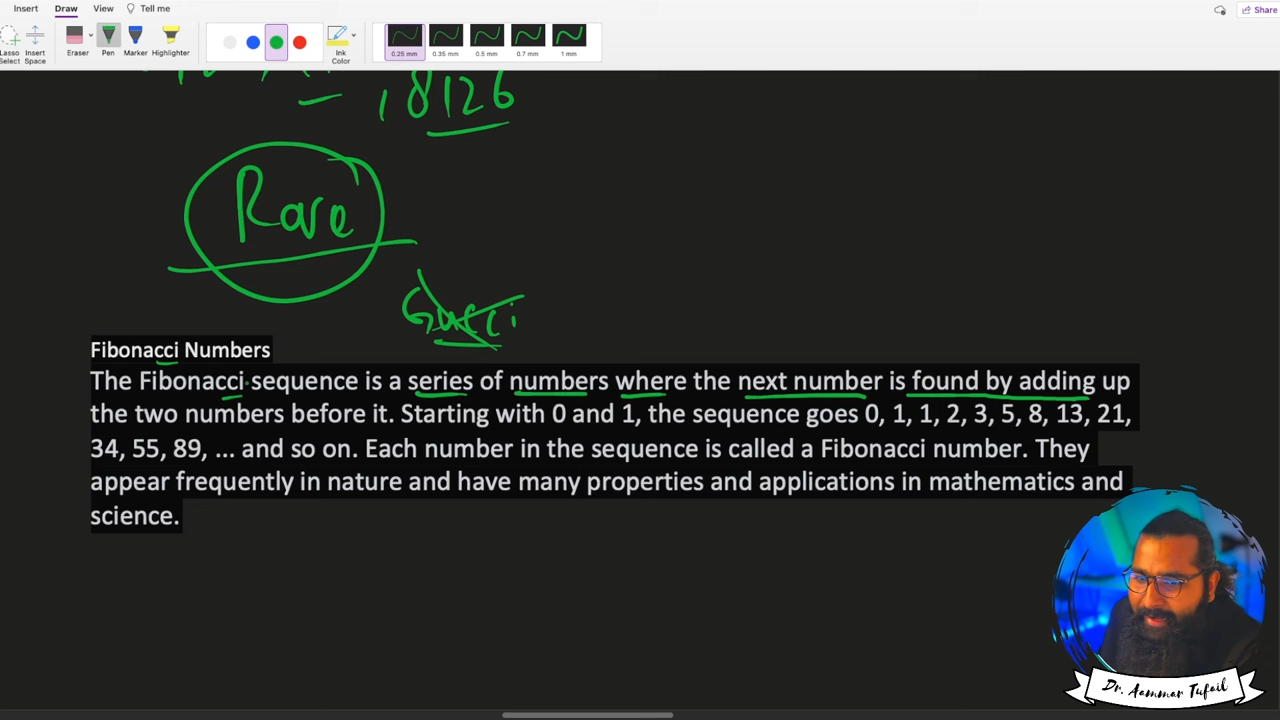 Insert Draw View Tell me
Share
Lasso Select
Insert Space
Eraser
Pen
Marker
Highlighter
Ink Color
0.25 mm 0.35 mm 0.5 mm 0.7 mm 1 mm
18126
Rare
Gucci
Fibonacci Numbers
The Fibonacci sequence is a series of numbers where the next number is found by adding up
the two numbers before it. Starting with 0 and 1, the sequence goes 0, 1, 1, 2, 3, 5, 8, 13, 21,
34, 55, 89, ... and so on. Each number in the sequence is called a Fibonacci number. They
appear frequently in nature and have many properties and applications in mathematics and
science.
Dr. Aammar Tufail